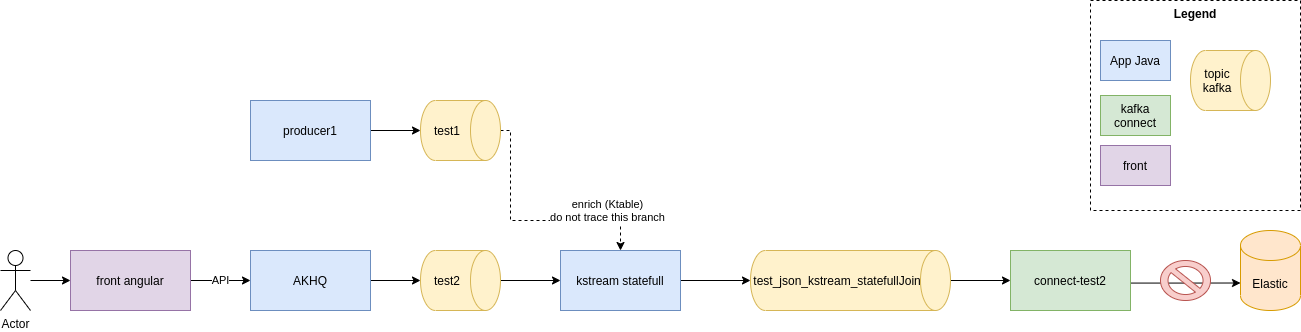 Legend
App Java
topic
kafka
kafka
connect
front
producer1
test1
enrich (Ktable)
do not trace this branch
front angular
API
AKHQ
test2
kstream statefull
test_json_kstream_statefullJoin
connect-test2
Elastic
Actor